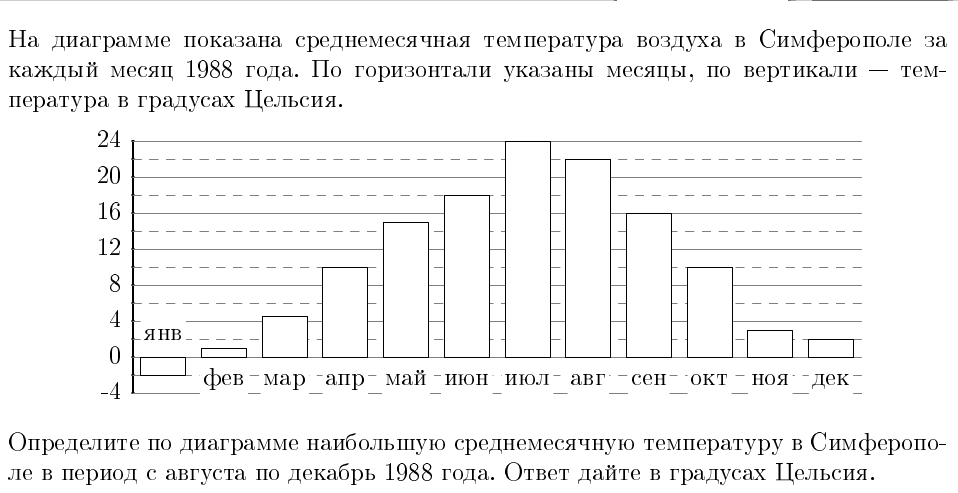 На диаграмме показана среднемесячная температура воздуха в Симферополе за
каждый месяц 1988 года. По горизонтали указаны месяцы, по вертикали — тем-
пература в градусах Цельсия.
24
20
16
12
8
4
янв
0
фев мар апр май июн июл авг сен окт ноя дек
-4
Определите по диаграмме наибольшую среднемесячную температуру в Симферопо-
ле в период с августа по декабрь 1988 года. Ответ дайте в градусах Цельсия.